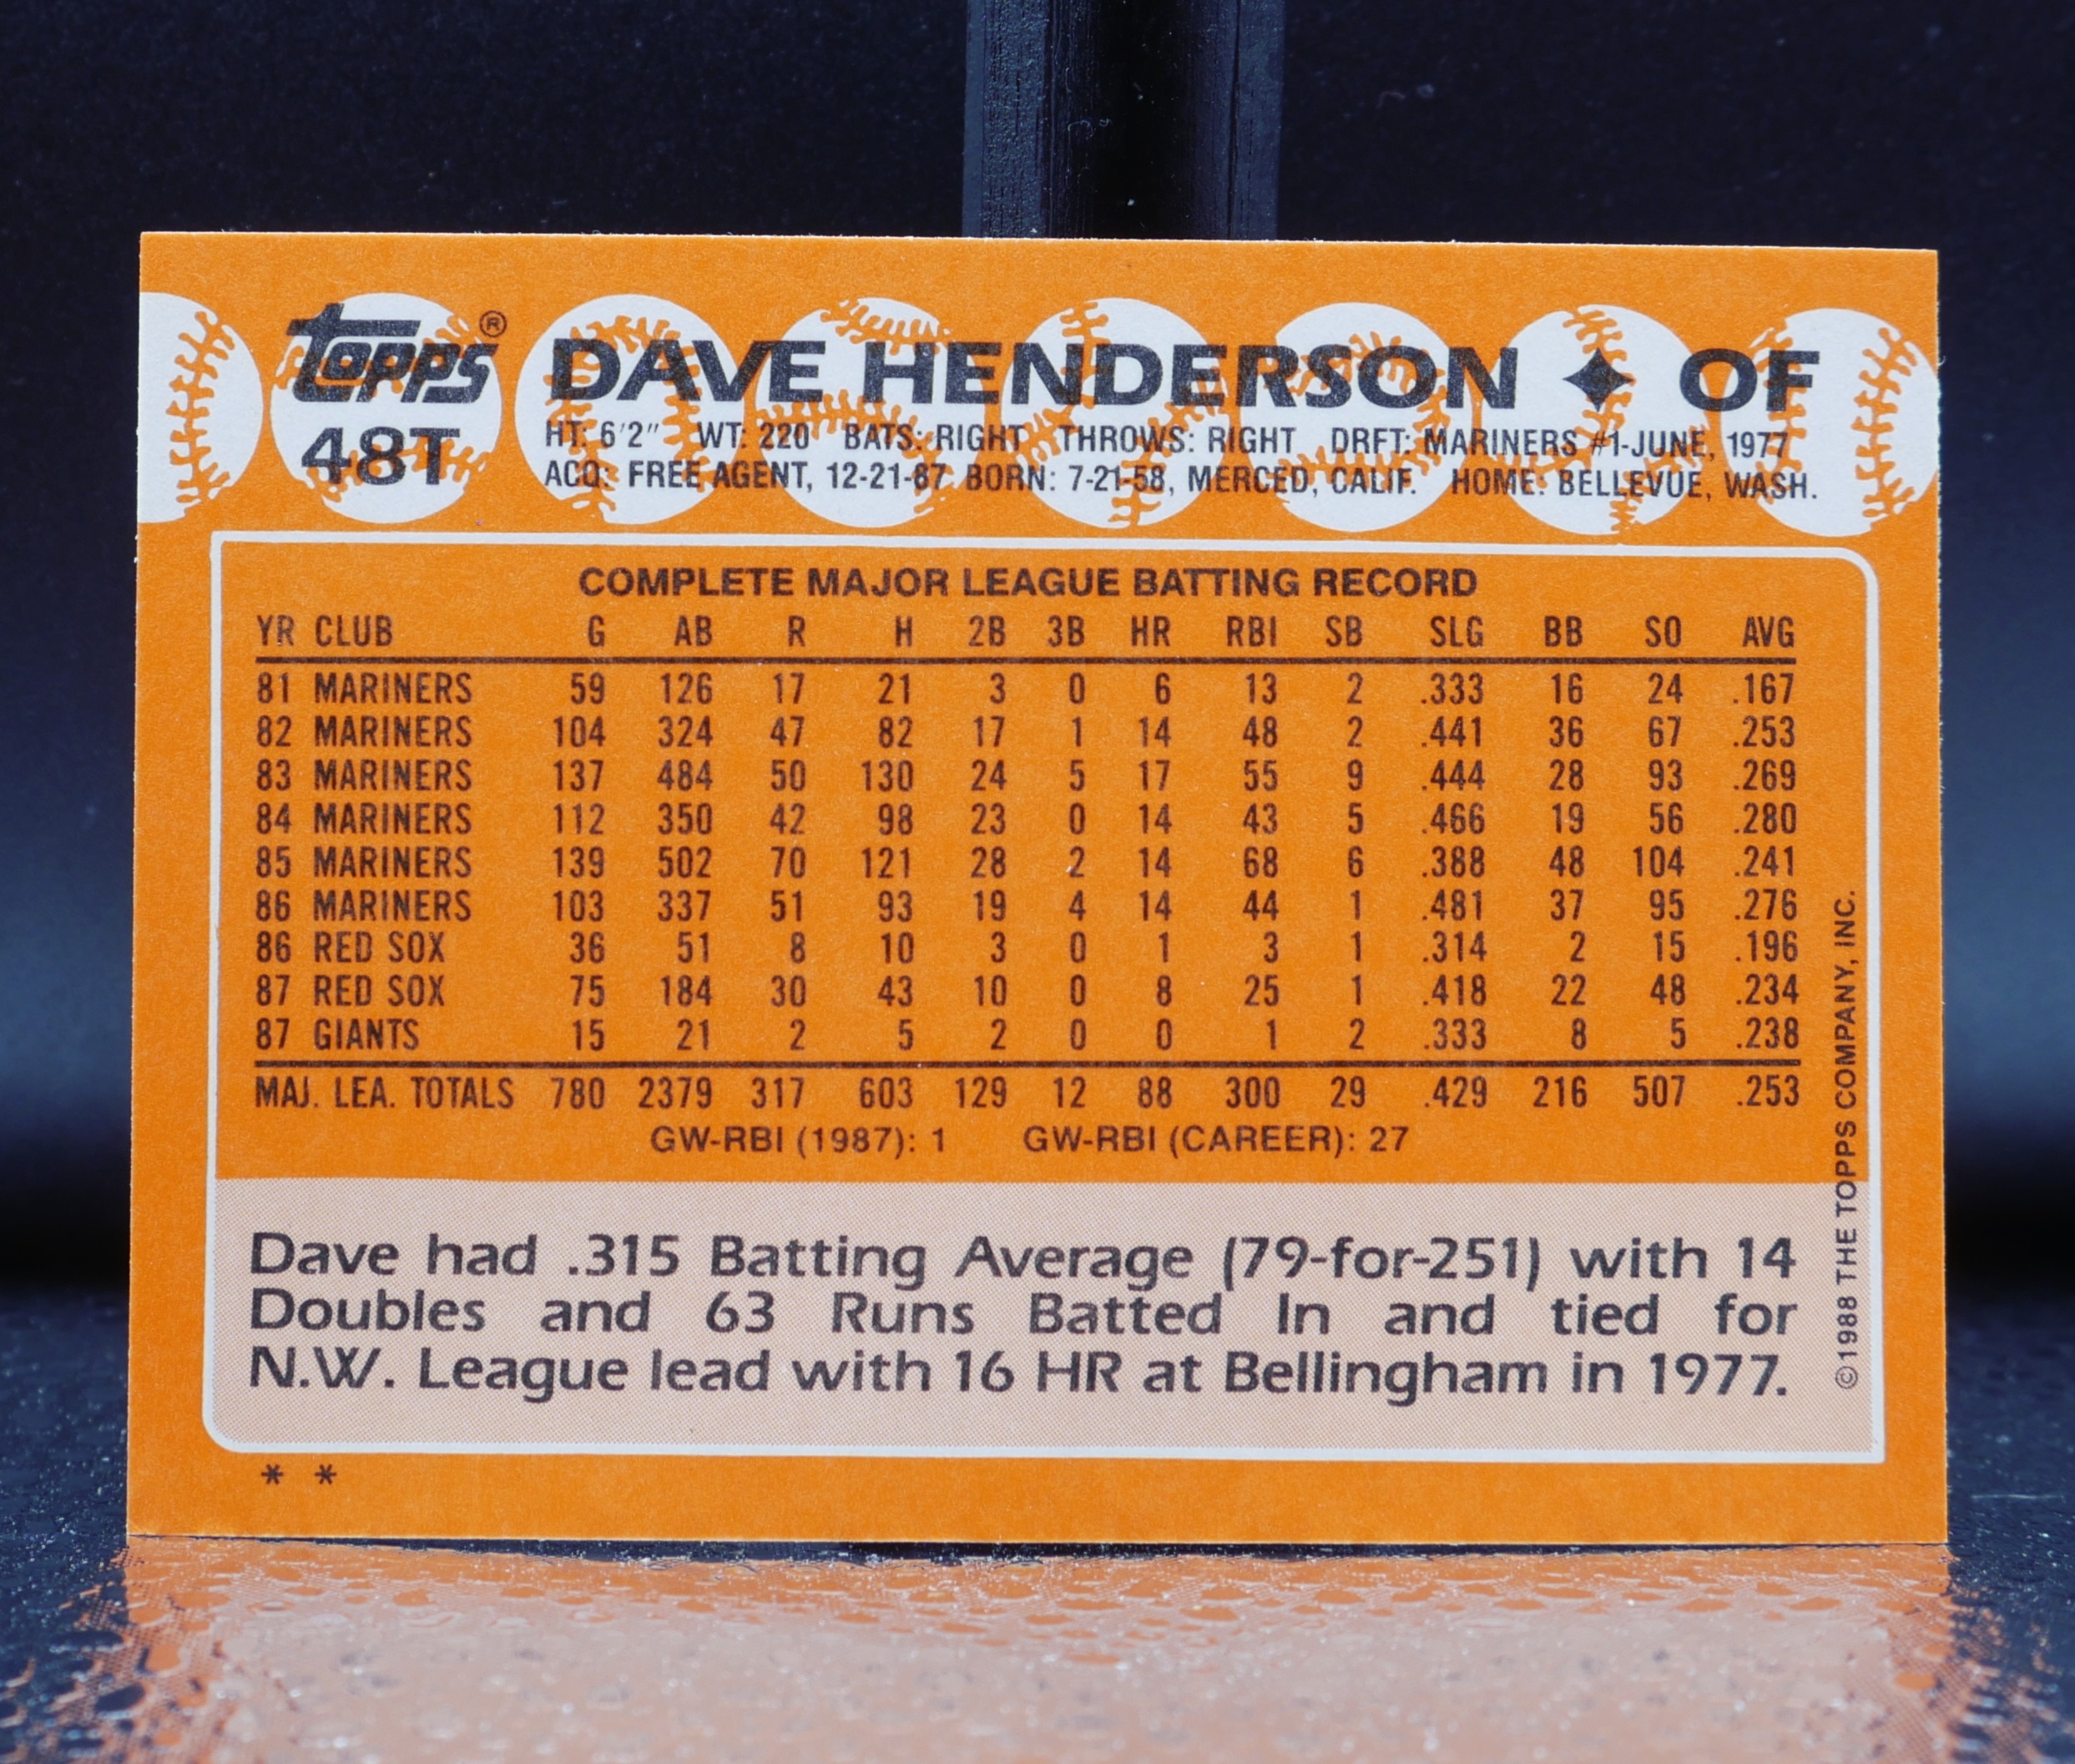 topps® DAVE HENDERSON ✦ OF
48T
HT: 6'2" WT: 220 BATS: RIGHT THROWS: RIGHT DRFT: MARINERS #1-JUNE, 1977
ACQ: FREE AGENT, 12-21-87 BORN: 7-21-58, MERCED, CALIF. HOME: BELLEVUE, WASH.
COMPLETE MAJOR LEAGUE BATTING RECORD
YR CLUB G AB R H 2B 3B HR RBI SB SLG BB SO AVG
81 MARINERS 59 126 17 21 3 0 6 13 2 .333 16 24 .167
82 MARINERS 104 324 47 82 17 1 14 48 2 .441 36 67 .253
83 MARINERS 137 484 50 130 24 5 17 55 9 .444 28 93 .269
84 MARINERS 112 350 42 98 23 0 14 43 5 .466 19 56 .280
85 MARINERS 139 502 70 121 28 2 14 68 6 .388 48 104 .241
86 MARINERS 103 337 51 93 19 4 14 44 1 .481 37 95 .276
86 RED SOX 36 51 8 10 3 0 1 3 1 .314 2 15 .196
87 RED SOX 75 184 30 43 10 0 8 25 1 .418 22 48 .234
87 GIANTS 15 21 2 5 2 0 0 1 2 .333 8 5 .238
MAJ. LEA. TOTALS 780 2379 317 603 129 12 88 300 29 .429 216 507 .253
GW-RBI (1987): 1 GW-RBI (CAREER): 27
Dave had .315 Batting Average (79-for-251) with 14
Doubles and 63 Runs Batted In and tied for
N.W. League lead with 16 HR at Bellingham in 1977.
* *
©1988 THE TOPPS COMPANY, INC.